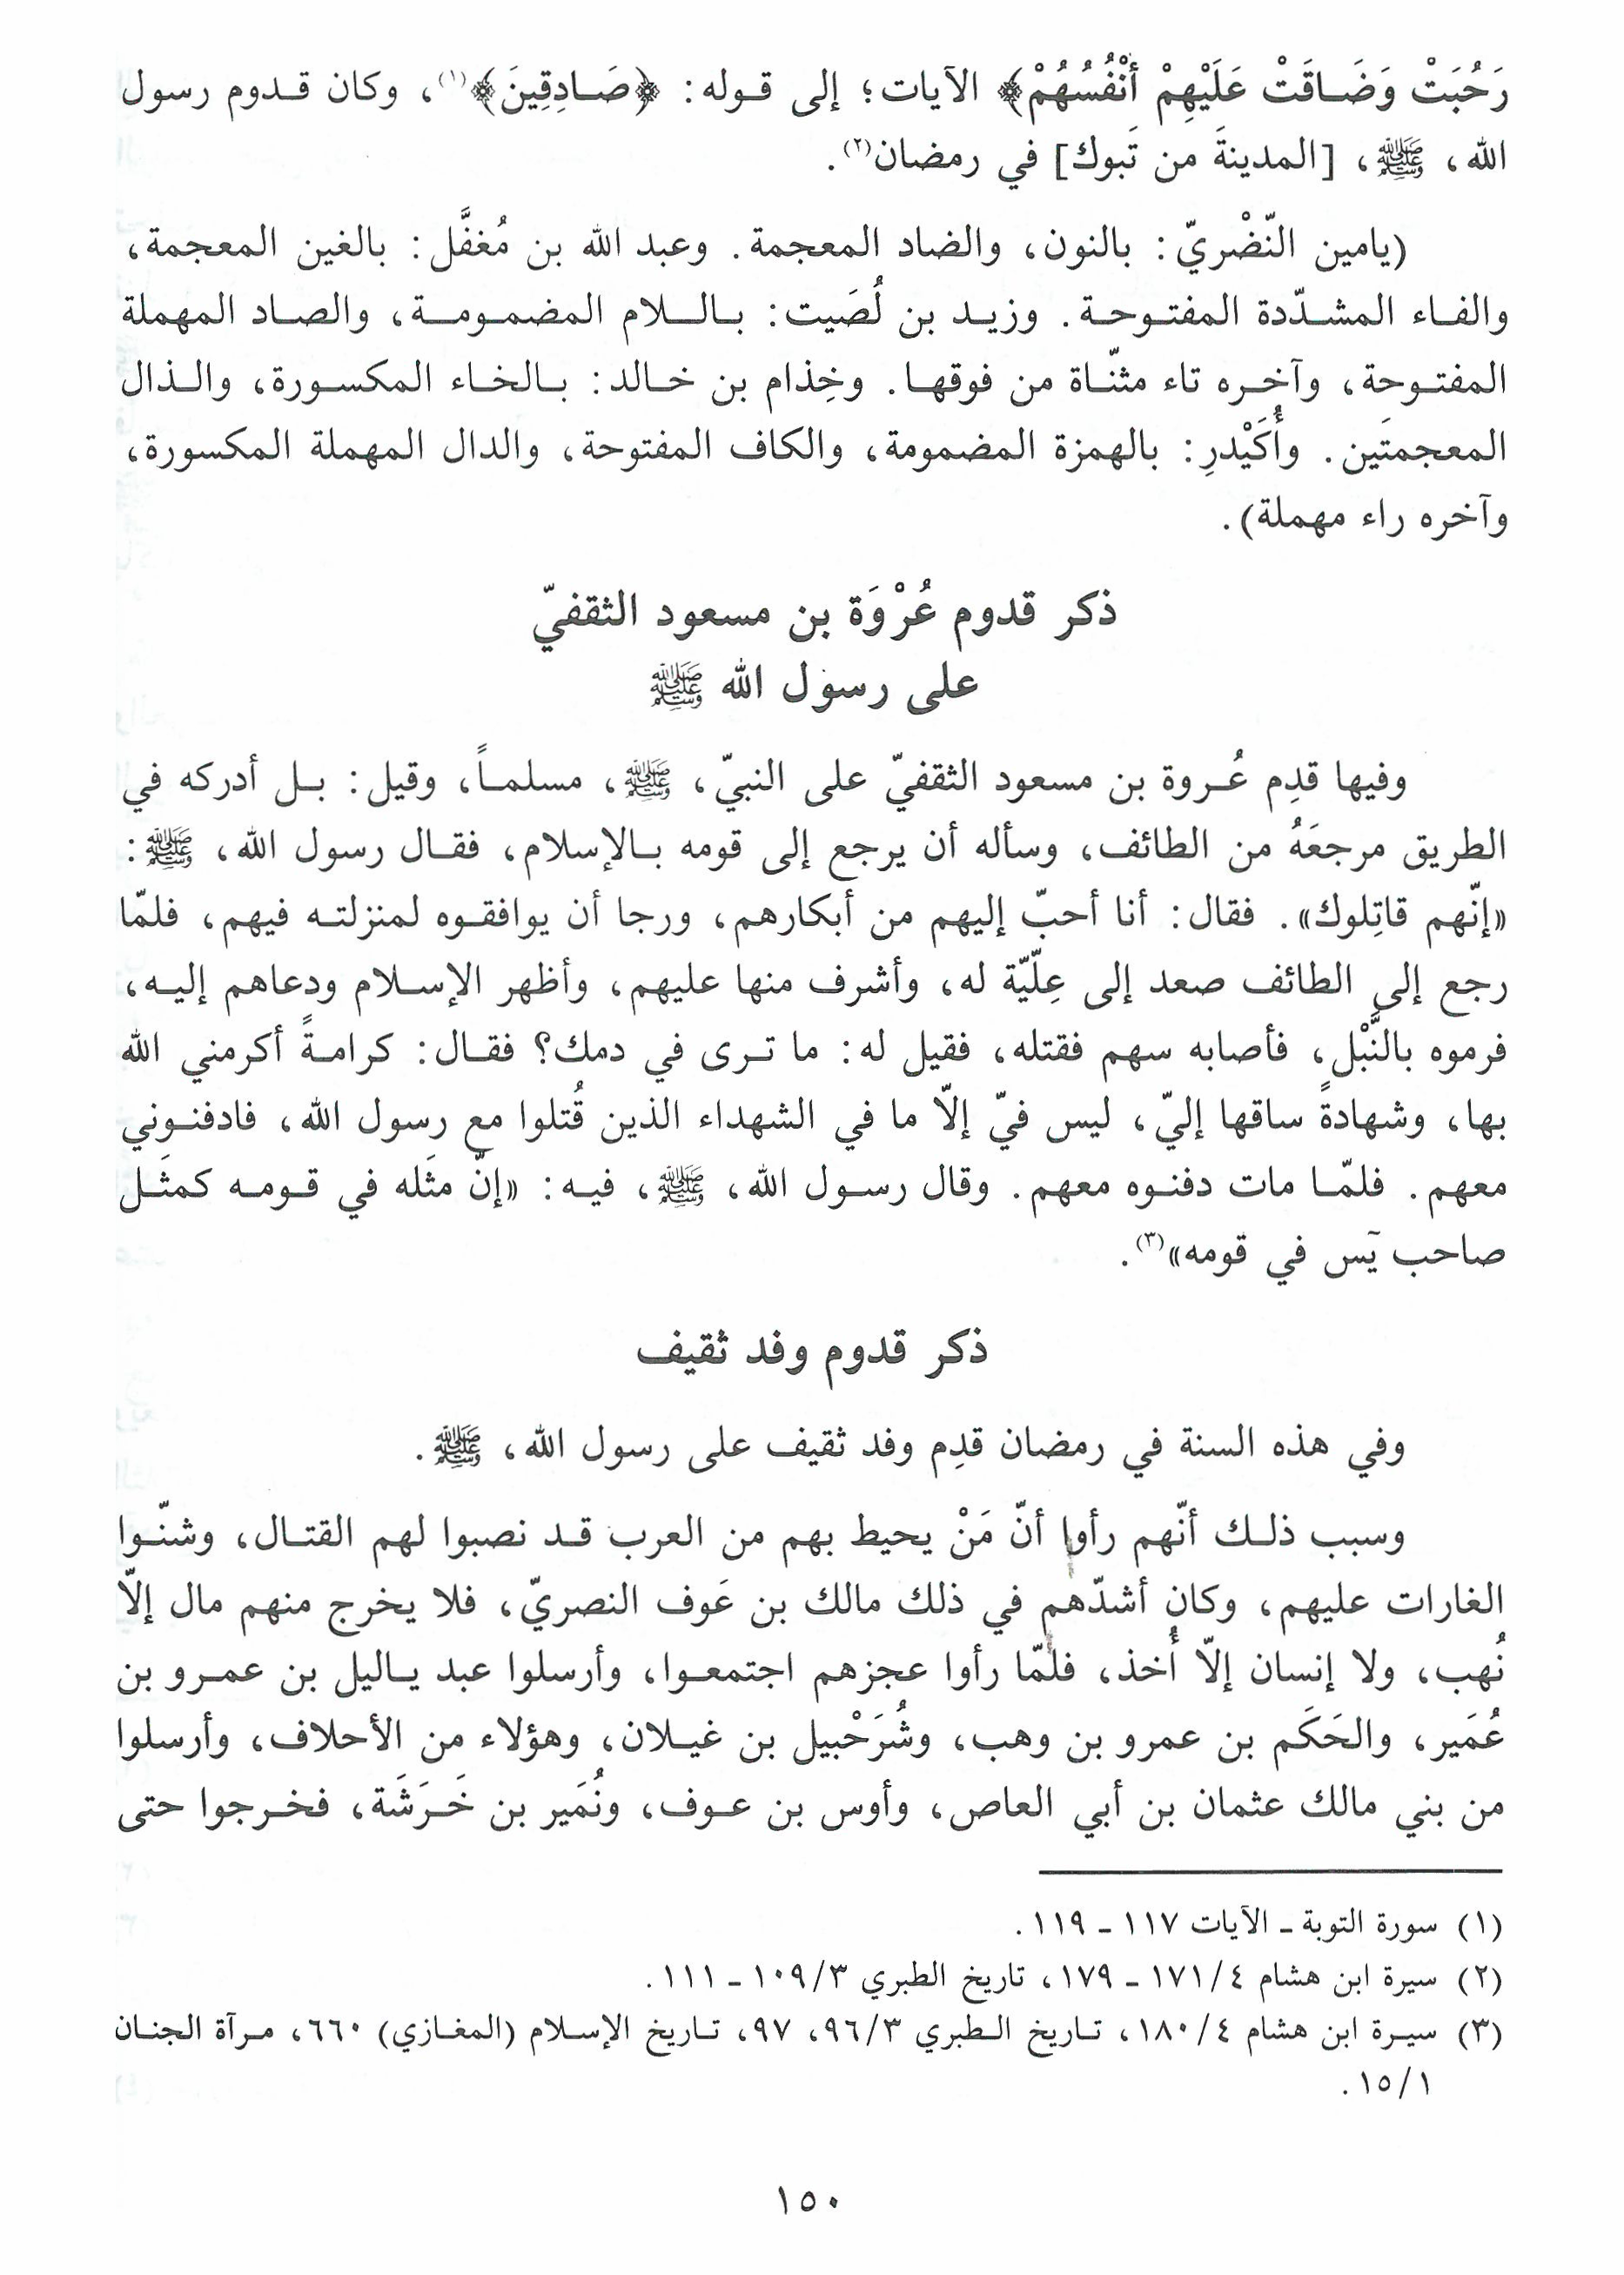 رَحُبَتْ وَضَاقَتْ عَلَيْهِمْ أَنْفُسُهُمْ﴾ الآيات؛ إلى قوله: ﴿صَادِقِينَ﴾(١)، وكان قدوم رسول
الله، ﷺ، [المدينةَ من تَبوك] في رمضان(٢).
(يامين النّضْريّ: بالنون، والضاد المعجمة. وعبد الله بن مُغفَّل: بالغين المعجمة،
والفاء المشدّدة المفتوحة. وزيد بن لُصَيت: باللام المضمومة، والصاد المهملة
المفتوحة، وآخره تاء مثنّاة من فوقها. وخِذام بن خالد: بالخاء المكسورة، والذال
المعجمتَين. وأُكَيْدرِ: بالهمزة المضمومة، والكاف المفتوحة، والدال المهملة المكسورة،
وآخره راء مهملة).
ذكر قدوم عُرْوَة بن مسعود الثقفيّ
على رسول الله ﷺ
وفيها قدِم عُروة بن مسعود الثقفيّ على النبيّ، ﷺ، مسلماً، وقيل: بل أدركه في
الطريق مرجعَهُ من الطائف، وسأله أن يرجع إلى قومه بالإسلام، فقال رسول الله، ﷺ:
«إنّهم قاتِلوك». فقال: أنا أحبّ إليهم من أبكارهم، ورجا أن يوافقوه لمنزلته فيهم، فلمّا
رجع إلى الطائف صعد إلى عِلّيّة له، وأشرف منها عليهم، وأظهر الإسلام ودعاهم إليه،
فرموه بالنَّبْل، فأصابه سهم فقتله، فقيل له: ما ترى في دمك؟ فقال: كرامةً أكرمني الله
بها، وشهادةً ساقها إليّ، ليس فيّ إلّا ما في الشهداء الذين قُتلوا مع رسول الله، فادفنوني
معهم. فلمّا مات دفنوه معهم. وقال رسول الله، ﷺ، فيه: «إنّ مثَله في قومه كمثَل
صاحب يٓس في قومه»(٣).
ذكر قدوم وفد ثقيف
وفي هذه السنة في رمضان قدِم وفد ثقيف على رسول الله، ﷺ.
وسبب ذلك أنّهم رأوا أنّ مَنْ يحيط بهم من العرب قد نصبوا لهم القتال، وشنّوا
الغارات عليهم، وكان أشدّهم في ذلك مالك بن عَوف النصريّ، فلا يخرج منهم مال إلّا
نُهب، ولا إنسان إلّا أُخذ، فلمّا رأوا عجزهم اجتمعوا، وأرسلوا عبد ياليل بن عمرو بن
عُمَير، والحَكَم بن عمرو بن وهب، وشُرَحْبيل بن غيلان، وهؤلاء من الأحلاف، وأرسلوا
من بني مالك عثمان بن أبي العاص، وأوس بن عوف، ونُمَير بن خَرَشَة، فخرجوا حتى
(١) سورة التوبة ـ الآيات ١١٧ ـ ١١٩.
(٢) سيرة ابن هشام ٤/١٧١ ـ ١٧٩، تاريخ الطبري ٣/١٠٩ ـ ١١١.
(٣) سيرة ابن هشام ٤/١٨٠، تاريخ الطبري ٣/٩٦، ٩٧، تاريخ الإسلام (المغازي) ٦٦٠، مرآة الجنان
١/١٥.
١٥٠